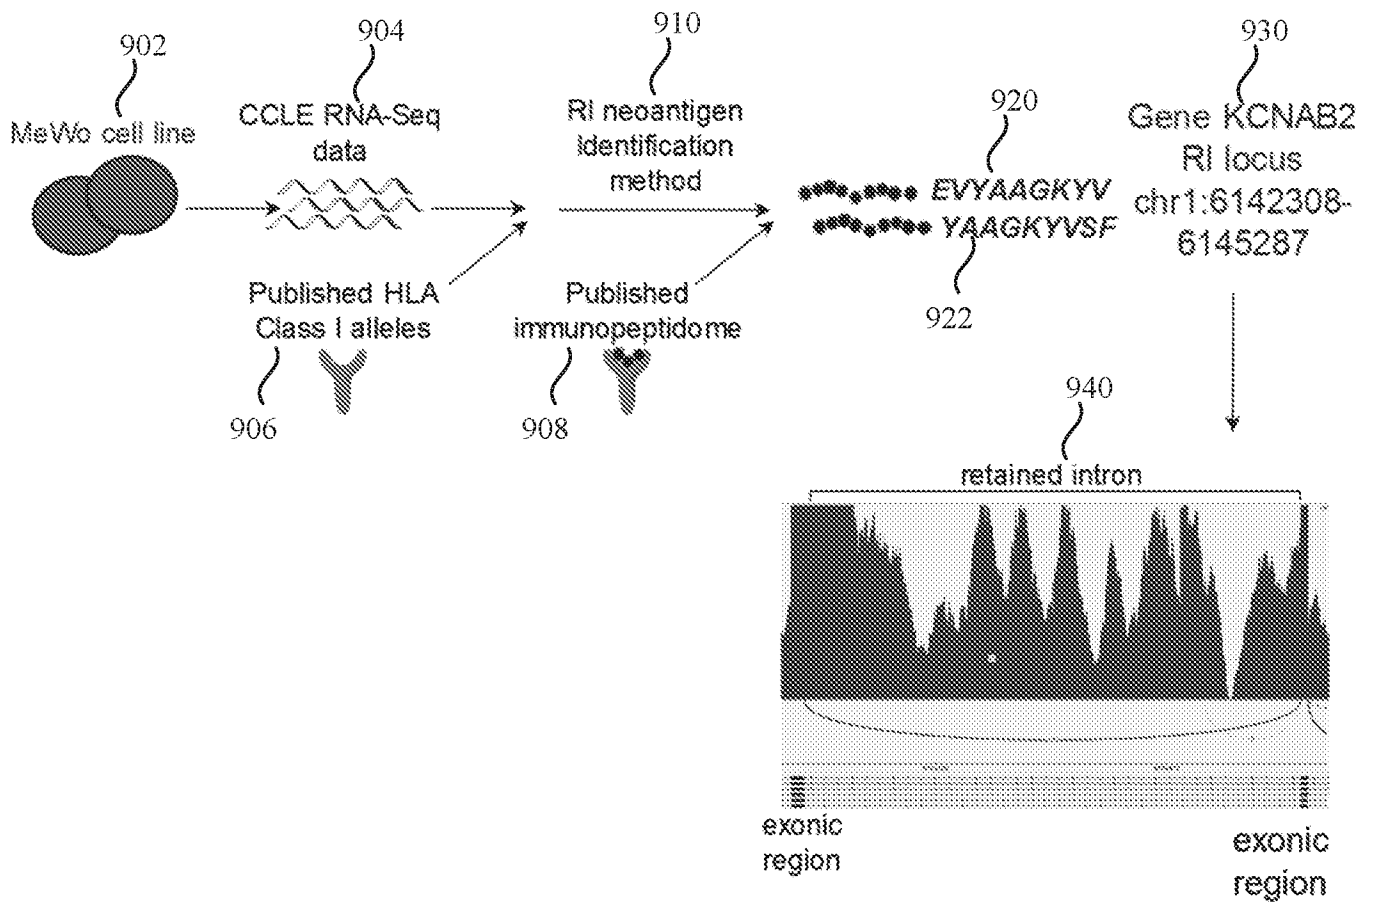 902
904
910
930
MeWo cell line
CCLE RNA-Seq
data
RI neoantigen
Identification
method
920
Gene KCNAB2
RI locus
chr1:6142308-
6145287
EVYAAGKYV
YAAGKYVSF
922
Published HLA
Class I alleles
Published
immunopeptidome
906
908
940
retained intron
exonic
region
exonic
region